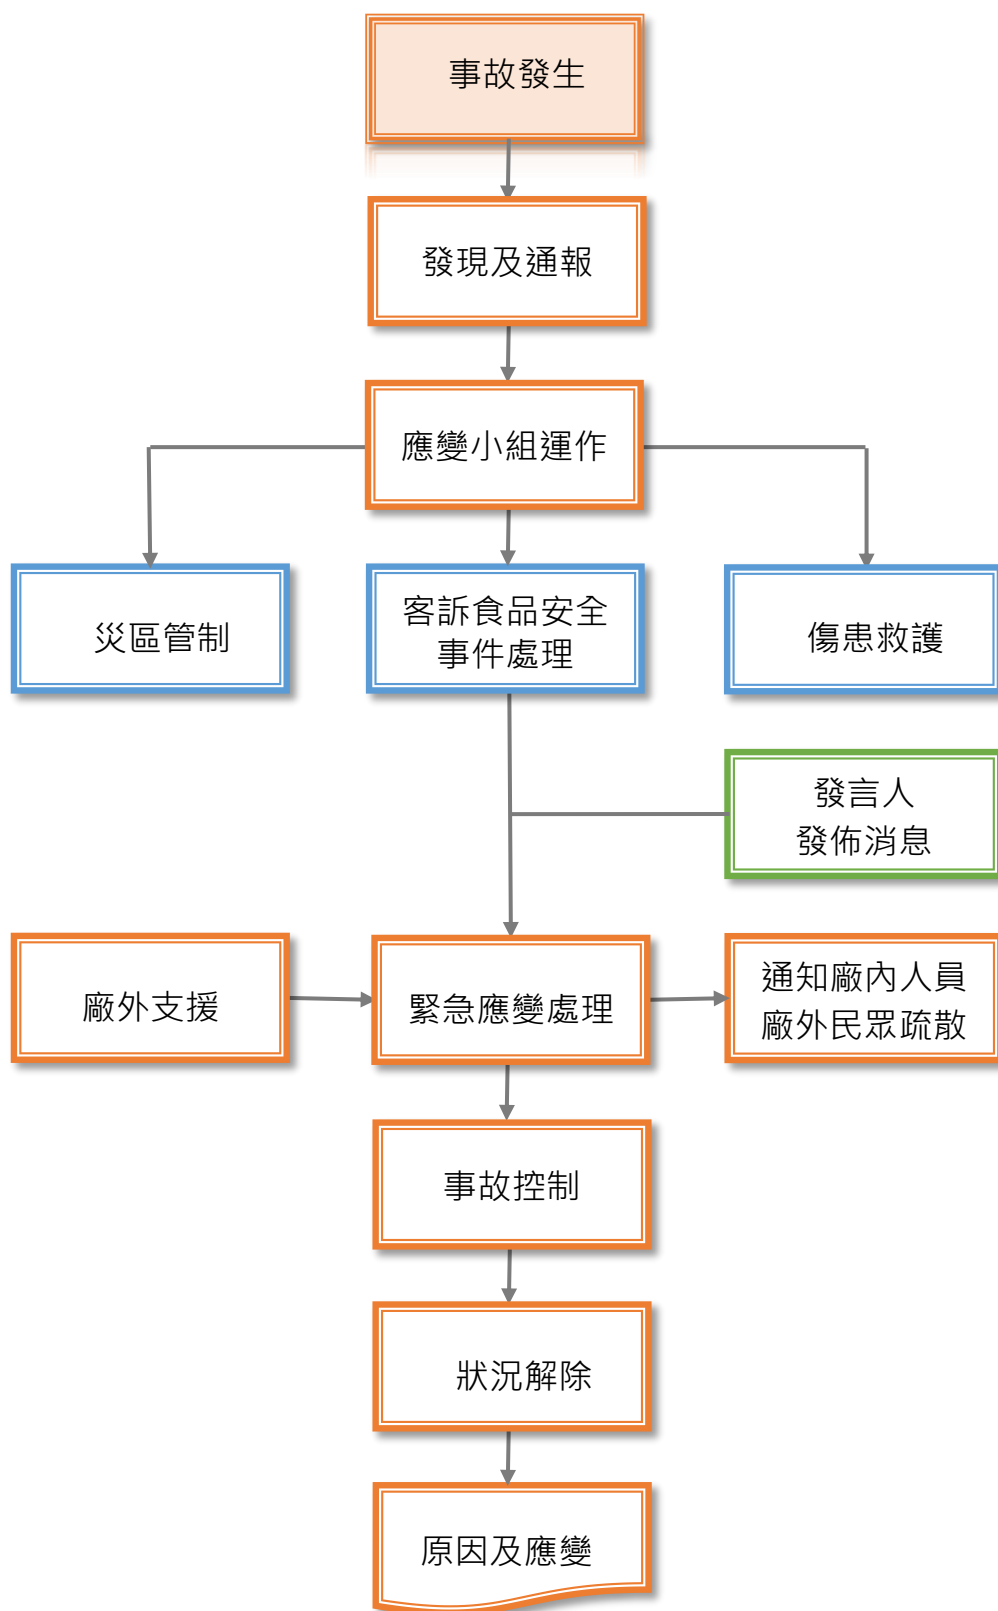 事故發生
發現及通報
應變小組運作
災區管制
客訴食品安全
事件處理
傷患救護
發言人
發佈消息
廠外支援
緊急應變處理
通知廠內人員
廠外民眾疏散
事故控制
狀況解除
原因及應變